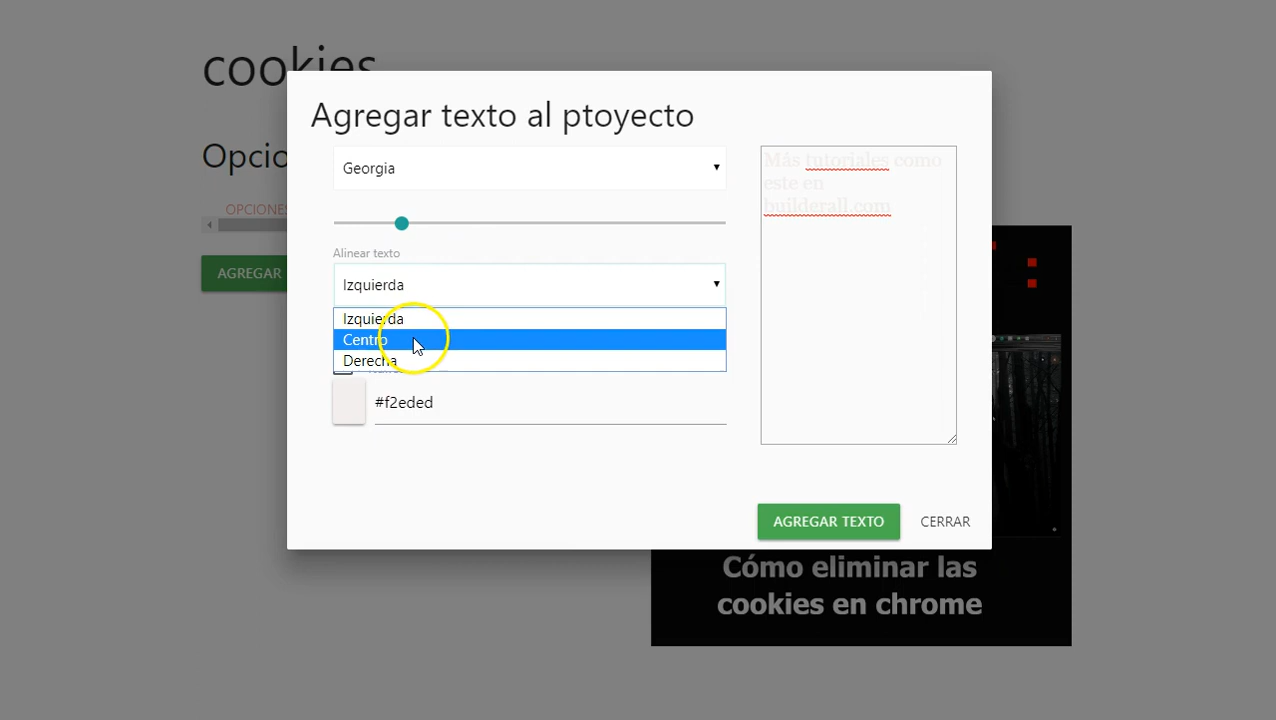 cookies
Agregar texto al ptoyecto
Georgia
Más tutoriales como
este en
builderall.com
Opcio
OPCIONES
Alinear texto
AGREGAR
Izquierda
Izquierda
Centro
Derecha
#f2eded
AGREGAR TEXTO
CERRAR
Cómo eliminar las
cookies en chrome